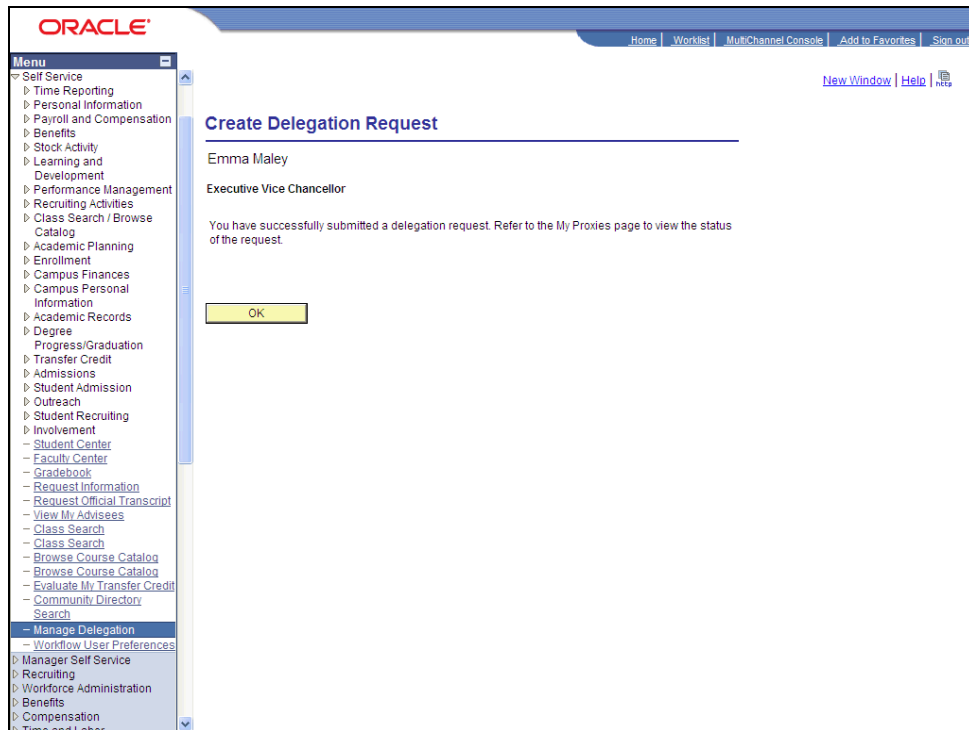 ORACLE
Home | Worklist | MultiChannel Console | Add to Favorites | Sign out
Menu
Self Service
Time Reporting
Personal Information
Payroll and Compensation
Benefits
Stock Activity
Learning and
Development
Performance Management
Recruiting Activities
Class Search / Browse
Catalog
Academic Planning
Enrollment
Campus Finances
Campus Personal
Information
Academic Records
Degree
Progress/Graduation
Transfer Credit
Admissions
Student Admission
Outreach
Student Recruiting
Involvement
– Student Center
– Faculty Center
– Gradebook
– Request Information
– Request Official Transcript
– View My Advisees
– Class Search
– Class Search
– Browse Course Catalog
– Browse Course Catalog
– Evaluate My Transfer Credit
– Community Directory
Search
– Manage Delegation
– Workflow User Preferences
Manager Self Service
Recruiting
Workforce Administration
Benefits
Compensation
Time and Labor
New Window | Help | http
Create Delegation Request
Emma Maley
Executive Vice Chancellor
You have successfully submitted a delegation request. Refer to the My Proxies page to view the status
of the request.
OK